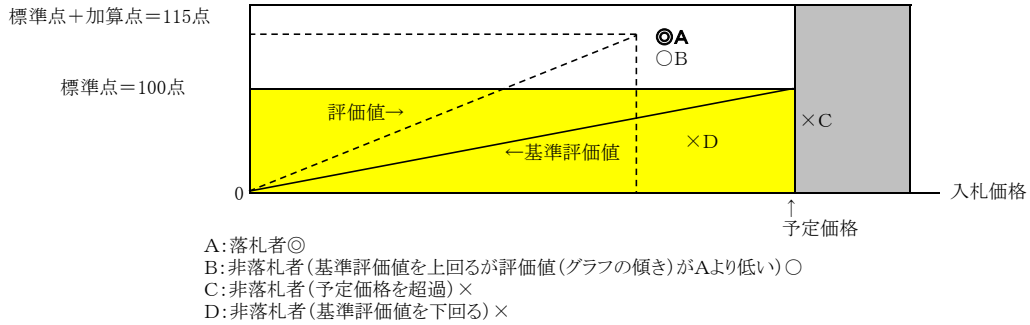 標準点＋加算点＝115点
◎A
○B
標準点＝100点
評価値→
×C
×D
←基準評価値
0
入札価格
↑
予定価格
A：落札者◎
B：非落札者（基準評価値を上回るが評価値（グラフの傾き）がAより低い）○
C：非落札者（予定価格を超過）×
D：非落札者（基準評価値を下回る）×